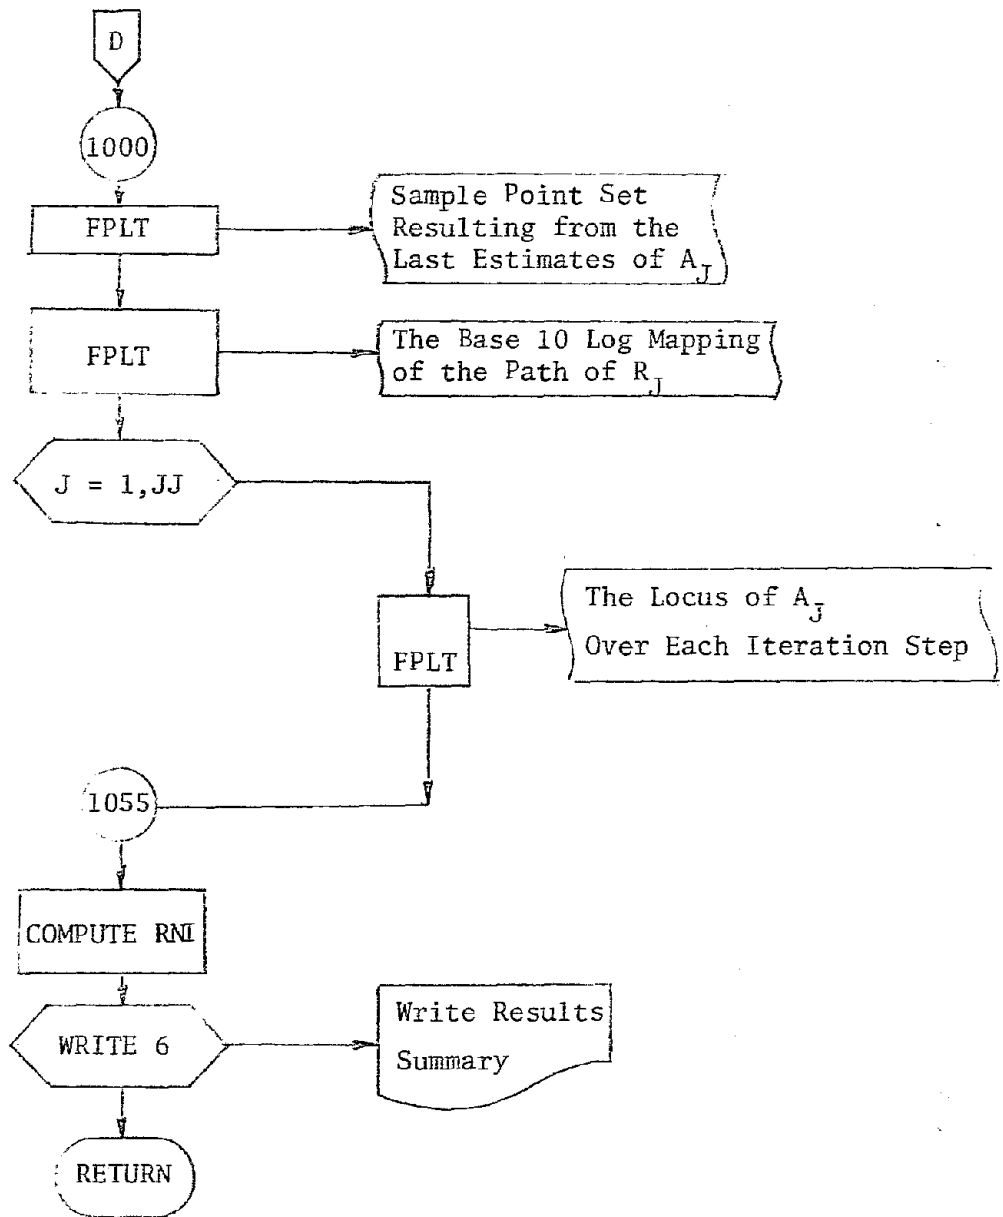 D
1000
FPLT
Sample Point Set
Resulting from the
Last Estimates of A_J
FPLT
The Base 10 Log Mapping
of the Path of R_J
J = 1,JJ
FPLT
The Locus of A_J
Over Each Iteration Step
1055
COMPUTE RNI
WRITE 6
Write Results
Summary
RETURN